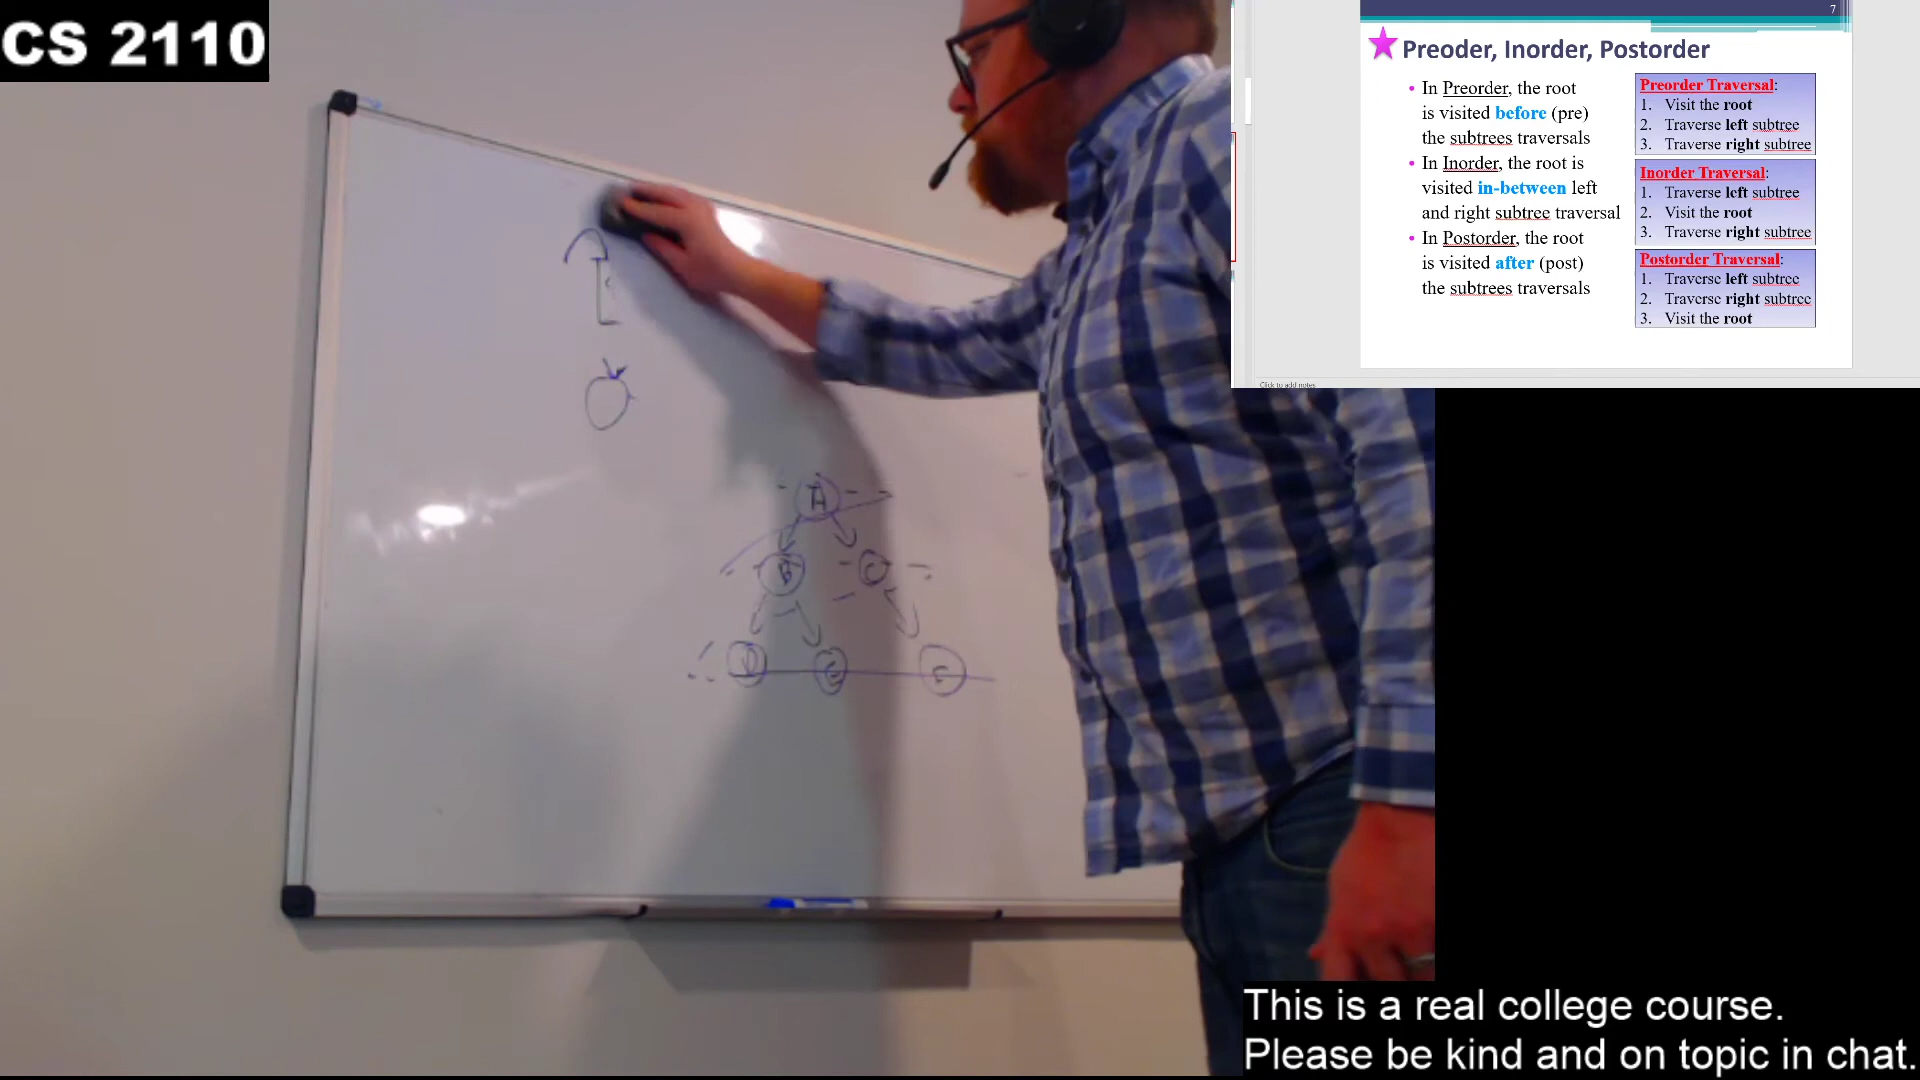 CS 2110
7
Preoder, Inorder, Postorder
• In Preorder, the root
is visited before (pre)
the subtrees traversals
• In Inorder, the root is
visited in-between left
and right subtree traversal
• In Postorder, the root
is visited after (post)
the subtrees traversals
Preorder Traversal:
1. Visit the root
2. Traverse left subtree
3. Traverse right subtree
Inorder Traversal:
1. Traverse left subtree
2. Visit the root
3. Traverse right subtree
Postorder Traversal:
1. Traverse left subtree
2. Traverse right subtree
3. Visit the root
Click to add notes
A
B C
D
This is a real college course.
Please be kind and on topic in chat.